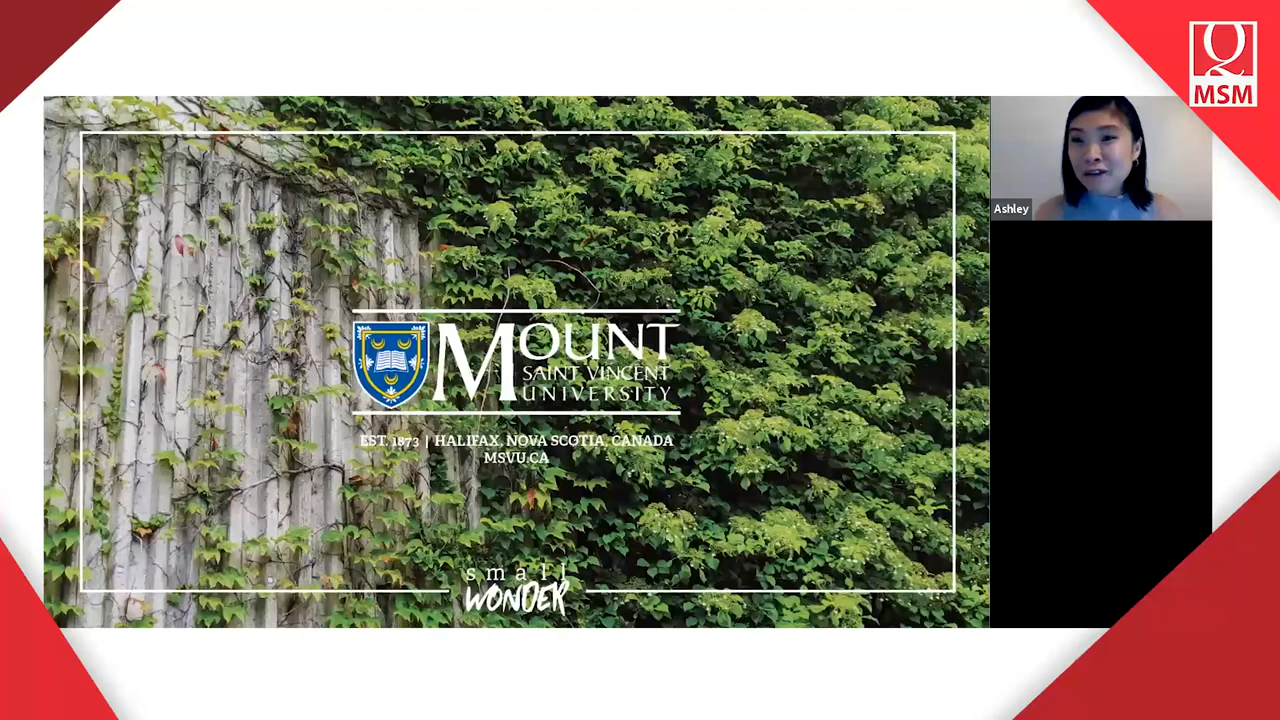 MSM
Ashley
MOUNT
SAINT VINCENT
UNIVERSITY
EST. 1873 | HALIFAX, NOVA SCOTIA, CANADA
MSVU.CA
small
WONDER